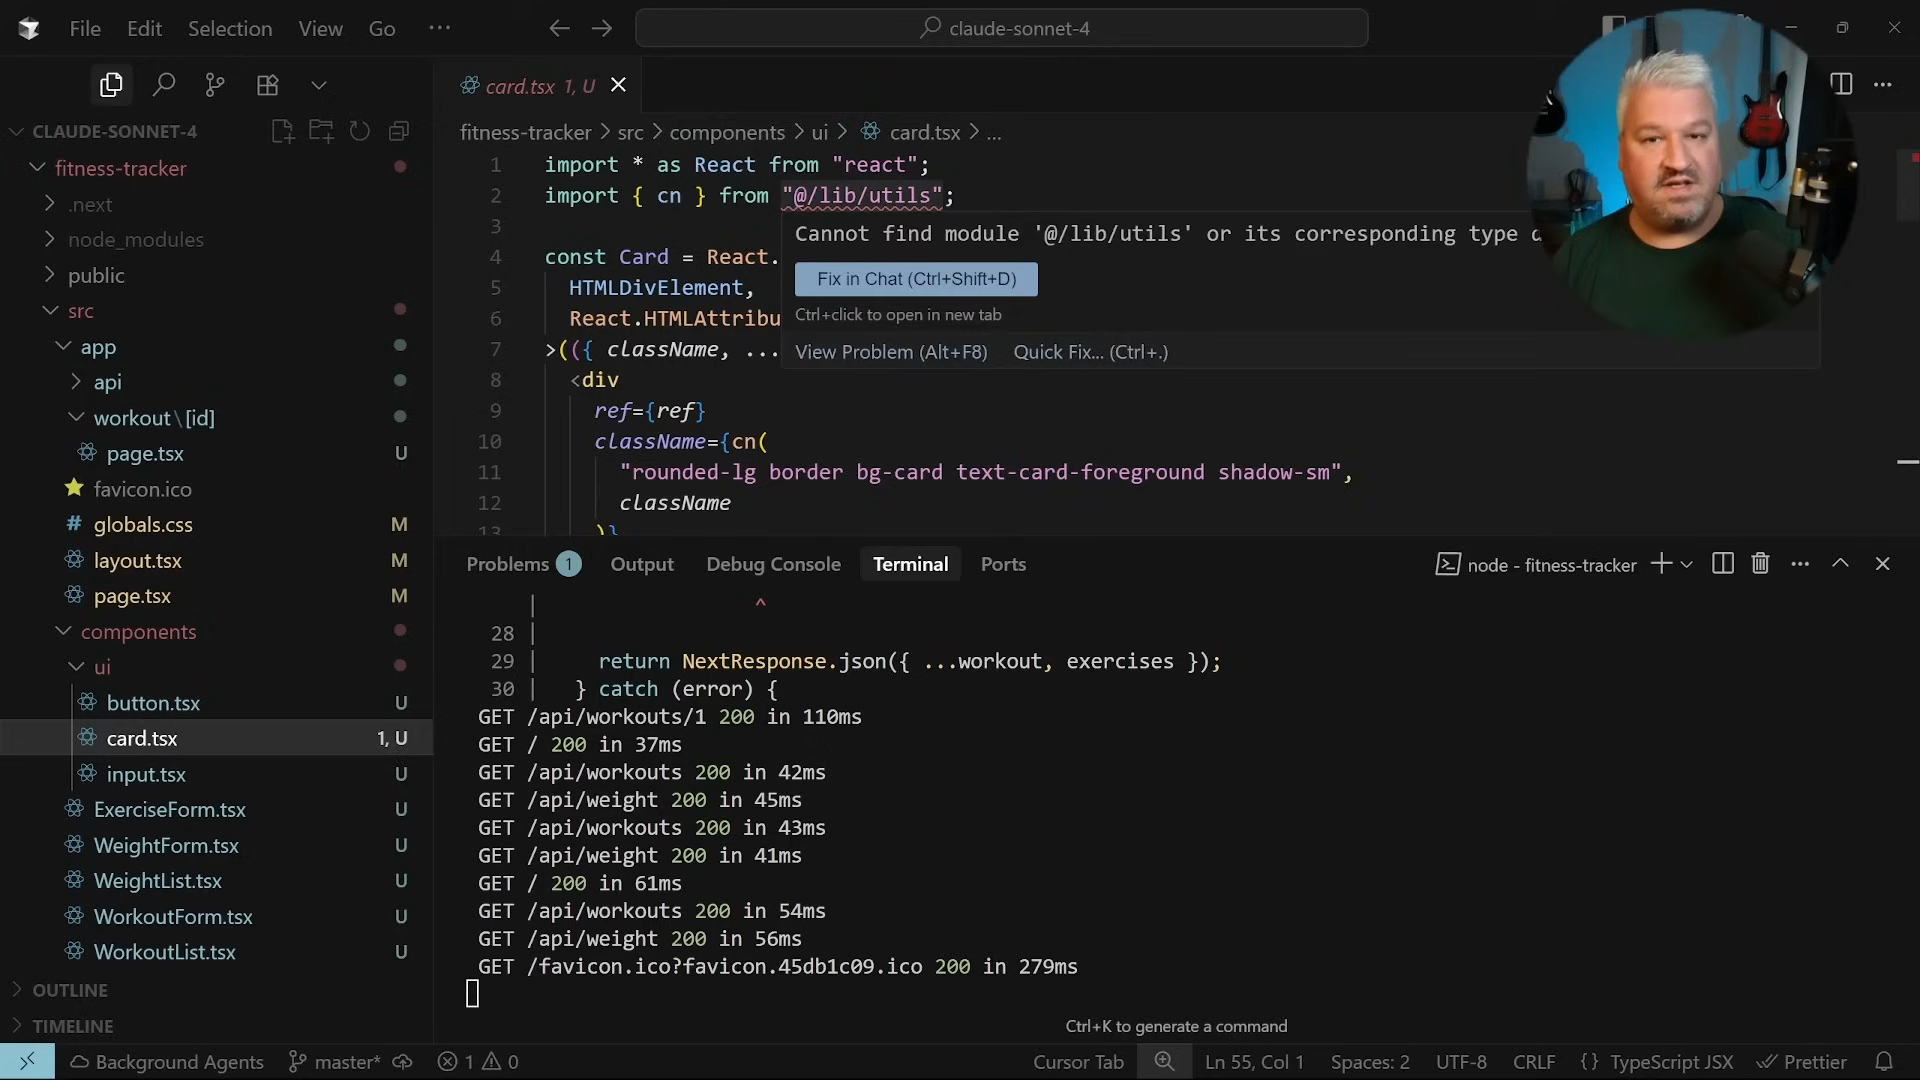 File Edit Selection View Go ···
claude-sonnet-4
CLAUDE-SONNET-4
fitness-tracker
.next
node_modules
public
src
app
api
workout\[id]
page.tsx U
favicon.ico
globals.css M
layout.tsx M
page.tsx M
components
ui
button.tsx U
card.tsx 1, U
input.tsx U
ExerciseForm.tsx U
WeightForm.tsx U
WeightList.tsx U
WorkoutForm.tsx U
WorkoutList.tsx U
OUTLINE
TIMELINE
card.tsx 1, U
fitness-tracker > src > components > ui > card.tsx > ...
1 import * as React from "react";
2 import { cn } from "@/lib/utils";
3
4 const Card = React.
5 HTMLDivElement,
6 React.HTMLAttribu
7 >(({ className, ...
8 <div
9 ref={ref}
10 className={cn(
11 "rounded-lg border bg-card text-card-foreground shadow-sm",
12 className
13 )}
Cannot find module '@/lib/utils' or its corresponding type d
Fix in Chat (Ctrl+Shift+D)
Ctrl+click to open in new tab
View Problem (Alt+F8) Quick Fix... (Ctrl+.)
Problems 1 Output Debug Console Terminal Ports
node - fitness-tracker
| ^
28 |
29 | return NextResponse.json({ ...workout, exercises });
30 | } catch (error) {
GET /api/workouts/1 200 in 110ms
GET / 200 in 37ms
GET /api/workouts 200 in 42ms
GET /api/weight 200 in 45ms
GET /api/workouts 200 in 43ms
GET /api/weight 200 in 41ms
GET / 200 in 61ms
GET /api/workouts 200 in 54ms
GET /api/weight 200 in 56ms
GET /favicon.ico?favicon.45db1c09.ico 200 in 279ms
Ctrl+K to generate a command
Background Agents master* 1 0 Cursor Tab Ln 55, Col 1 Spaces: 2 UTF-8 CRLF {} TypeScript JSX Prettier